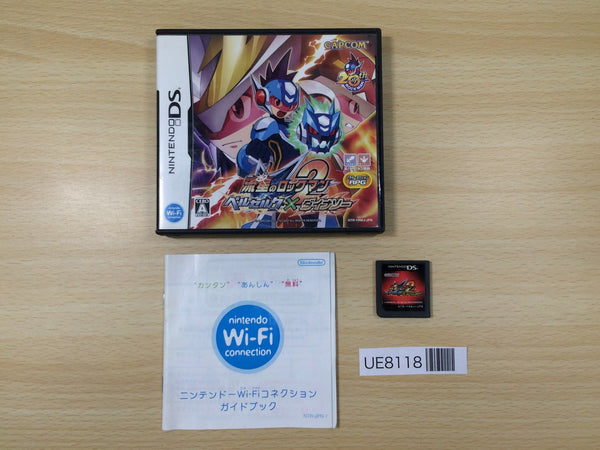 NINTENDO DS
CAPCOM
20th
流星のロックマン2
ベルセルク×ダイナソー
RPG
Wi-Fi
CERO
A
Nintendo
"カンタン" "あんしん" "無料"
nintendo
Wi-Fi
connection
ニンテンドーWi-Fiコネクション
ガイドブック
NINTENDO DS
UE8118